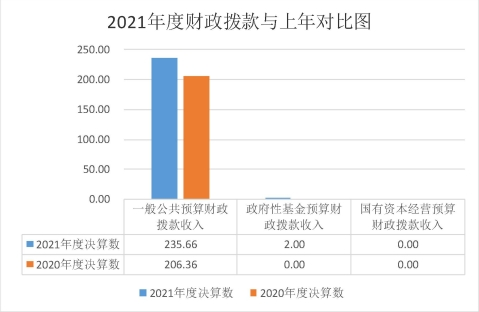 2021年度财政拨款与上年对比图
250.00
200.00
150.00
100.00
50.00
0.00
一般公共预算财政 政府性基金预算财 国有资本经营预算
拨款收入 政拨款收入 财政拨款收入
2021年度决算数 235.66 2.00 0.00
2020年度决算数 206.36 0.00 0.00
2021年度决算数 2020年度决算数